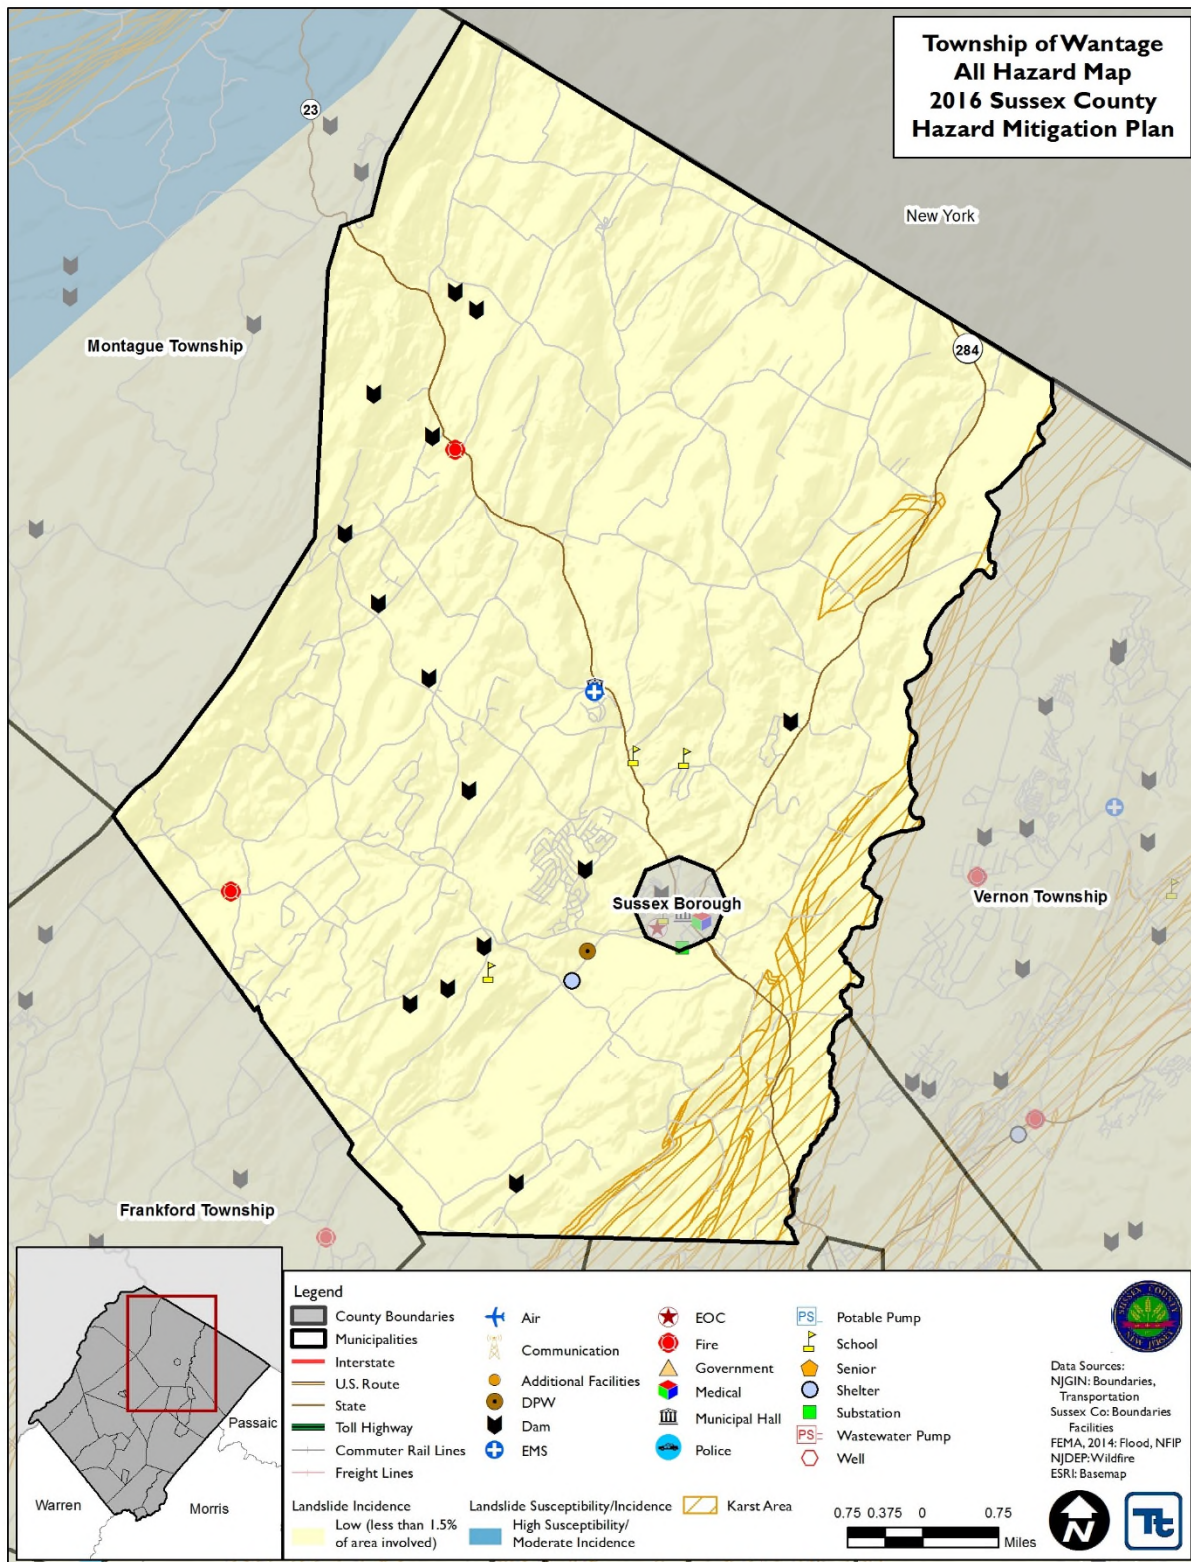 Township of Wantage
All Hazard Map
2016 Sussex County
Hazard Mitigation Plan
23
New York
Montague Township
284
Sussex Borough
Vernon Township
Frankford Township
Passaic
Warren
Morris
Legend
County Boundaries
Municipalities
Interstate
U.S. Route
State
Toll Highway
Commuter Rail Lines
Freight Lines
Air
Communication
Additional Facilities
DPW
Dam
EMS
EOC
Fire
Government
Medical
Municipal Hall
Police
PS Potable Pump
School
Senior
Shelter
Substation
PS Wastewater Pump
Well
Landslide Incidence
Low (less than 1.5%
of area involved)
Landslide Susceptibility/Incidence
High Susceptibility/
Moderate Incidence
Karst Area
0.75 0.375 0 0.75
Miles
SUSSEX COUNTY
NEW JERSEY
Data Sources:
NJGIN: Boundaries,
Transportation
Sussex Co: Boundaries
Facilities
FEMA, 2014: Flood, NFIP
NJDEP: Wildfire
ESRI: Basemap
N
Tt